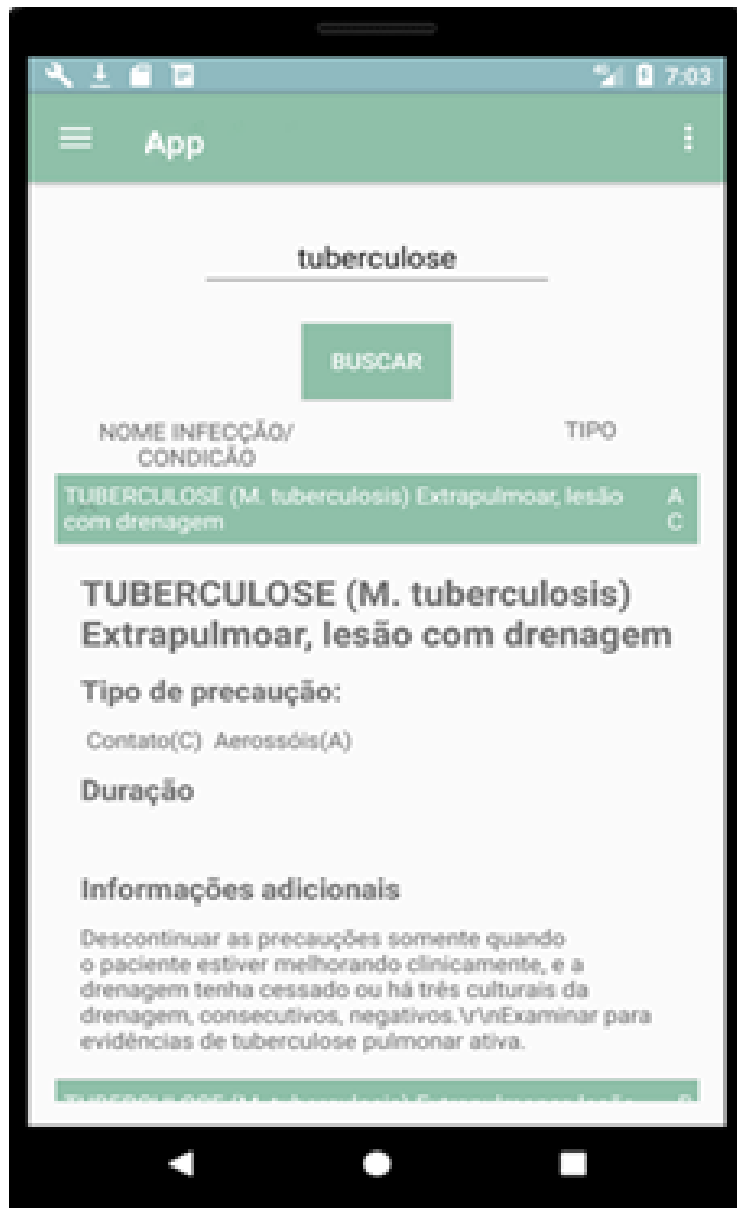 7:03
App
tuberculose
BUSCAR
NOME INFECÇÃO/ TIPO
CONDICÃO
TUBERCULOSE (M. tuberculosis) Extrapulmoar, lesão A
com drenagem C
TUBERCULOSE (M. tuberculosis)
Extrapulmoar, lesão com drenagem
Tipo de precaução:
Contato(C) Aerossóis(A)
Duração
Informações adicionais
Descontinuar as precauções somente quando
o paciente estiver melhorando clinicamente, e a
drenagem tenha cessado ou há três culturais da
drenagem, consecutivos, negativos.\r\nExaminar para
evidências de tuberculose pulmonar ativa.